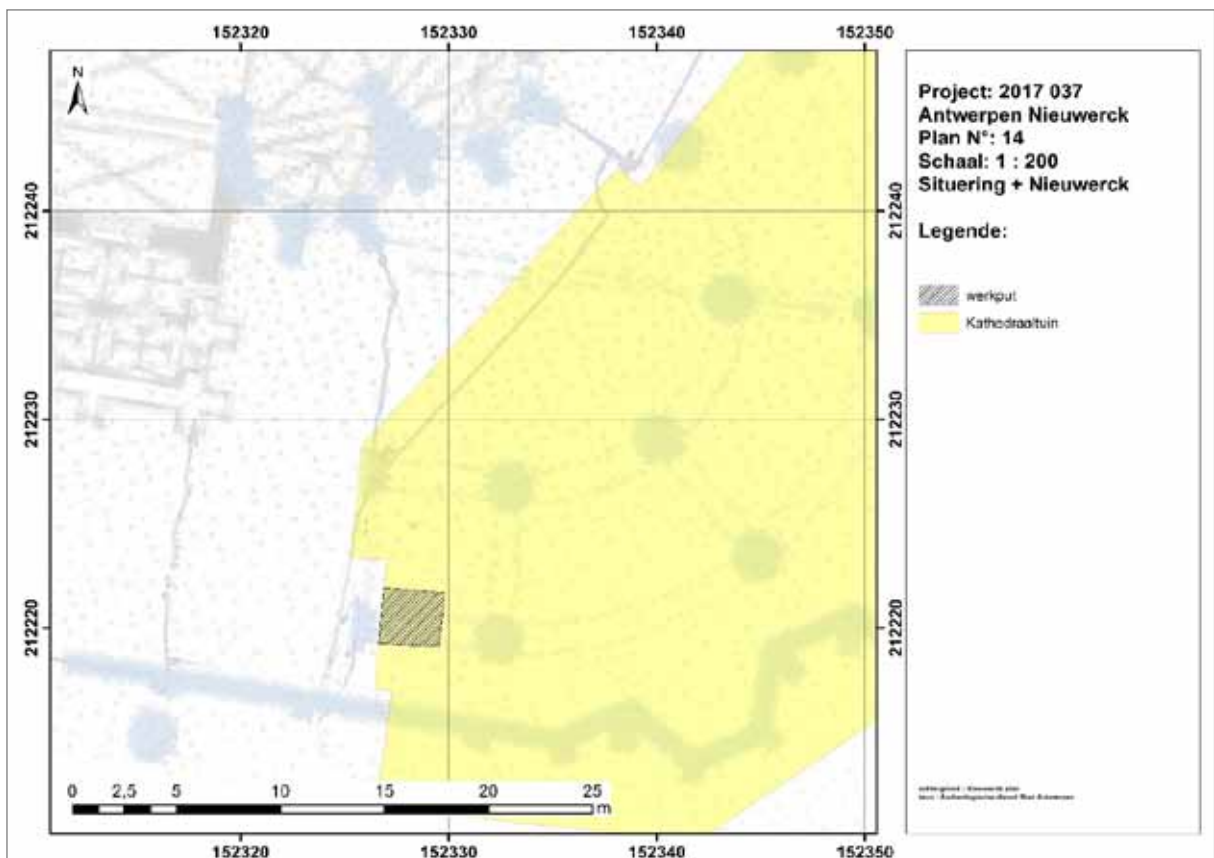 152320 152330 152340 152350
N
212240 212240
212230 212230
212220 212220
0 2,5 5 10 15 20 25
m
152320 152330 152340 152350
Project: 2017 037
Antwerpen Nieuwerck
Plan N°: 14
Schaal: 1 : 200
Situering + Nieuwerck
Legende:
werkput
Kathedraaltuin